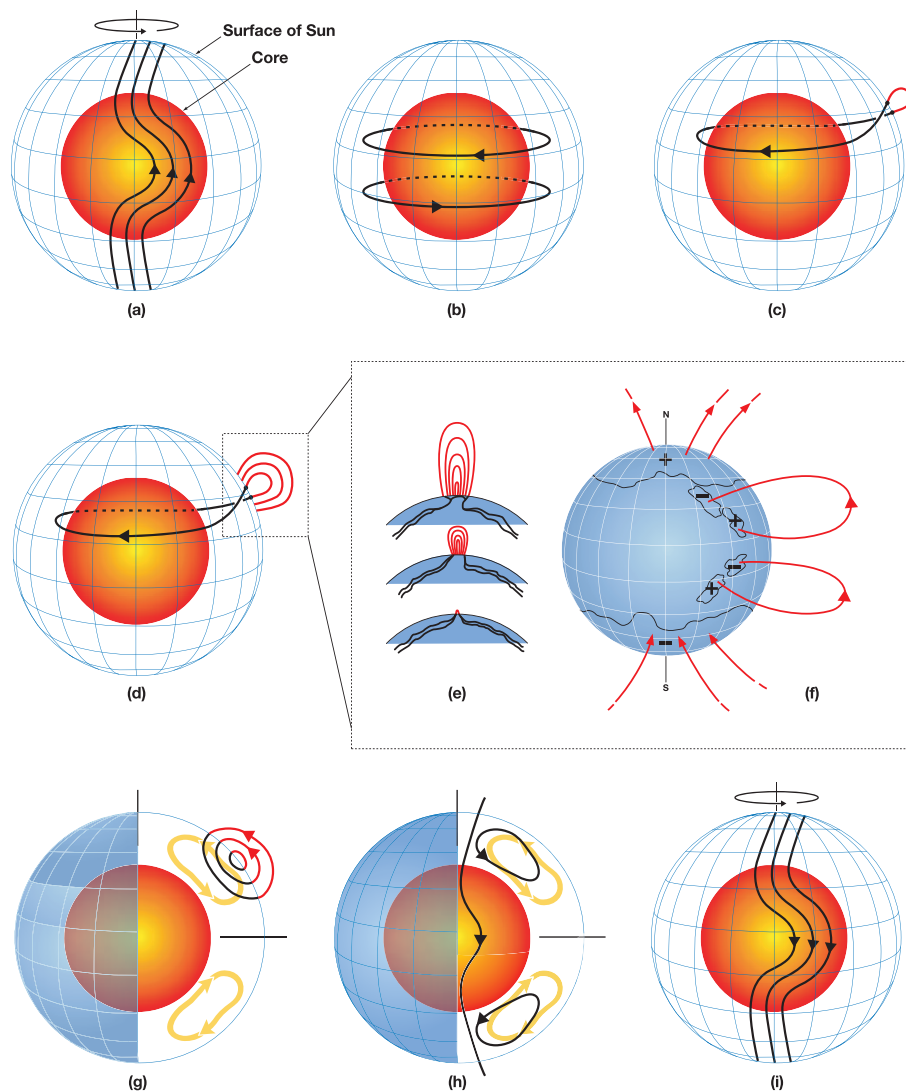 Surface of Sun
Core
(a)
(b)
(c)
(d)
(e)
N
+
–
+
–
+
–
S
(f)
(g)
(h)
(i)